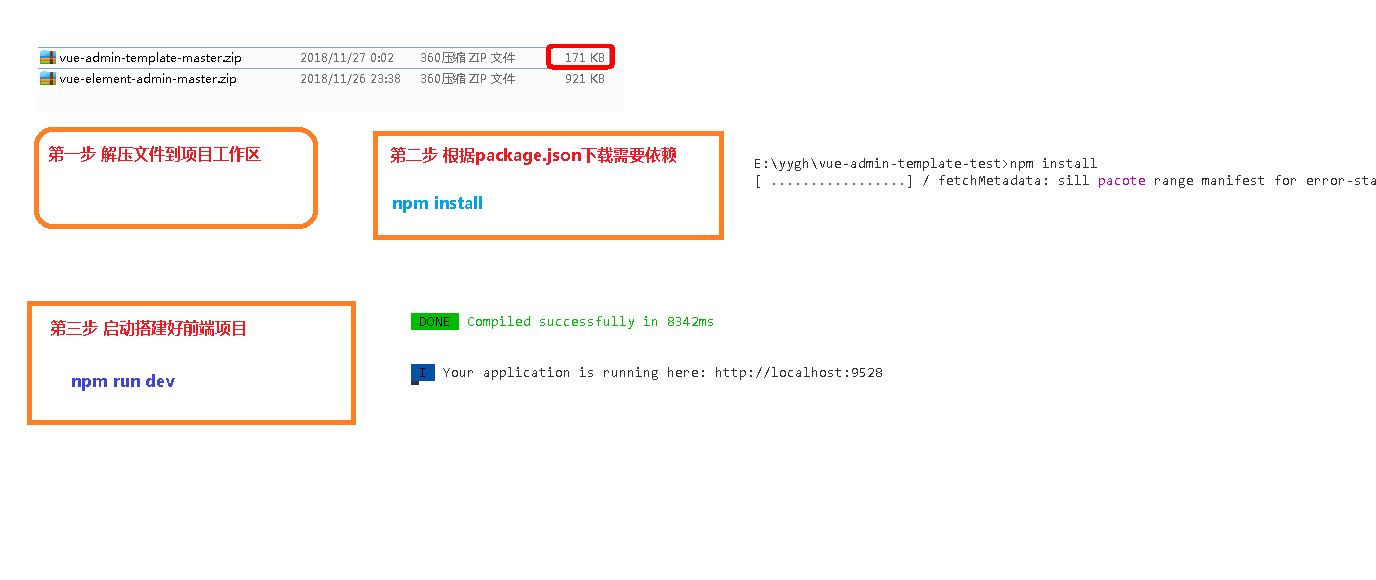 vue-admin-template-master.zip 2018/11/27 0:02 360压缩 ZIP 文件 171 KB
vue-element-admin-master.zip 2018/11/26 23:38 360压缩 ZIP 文件 921 KB
第一步 解压文件到项目工作区
第二步 根据package.json下载需要依赖
npm install
E:\yygh\vue-admin-template-test>npm install
[ .................] / fetchMetadata: sill pacote range manifest for error-sta
第三步 启动搭建好前端项目
npm run dev
DONE Compiled successfully in 8342ms
I Your application is running here: http://localhost:9528